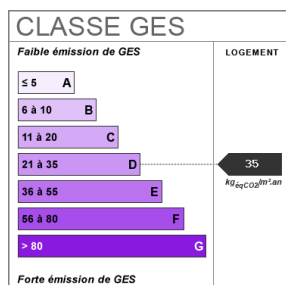 CLASSE GES
Faible émission de GES
LOGEMENT
≤ 5 A
6 à 10 B
11 à 20 C
21 à 35 D
35
kgéqCO2/m².an
36 à 55 E
56 à 80 F
> 80 G
Forte émission de GES